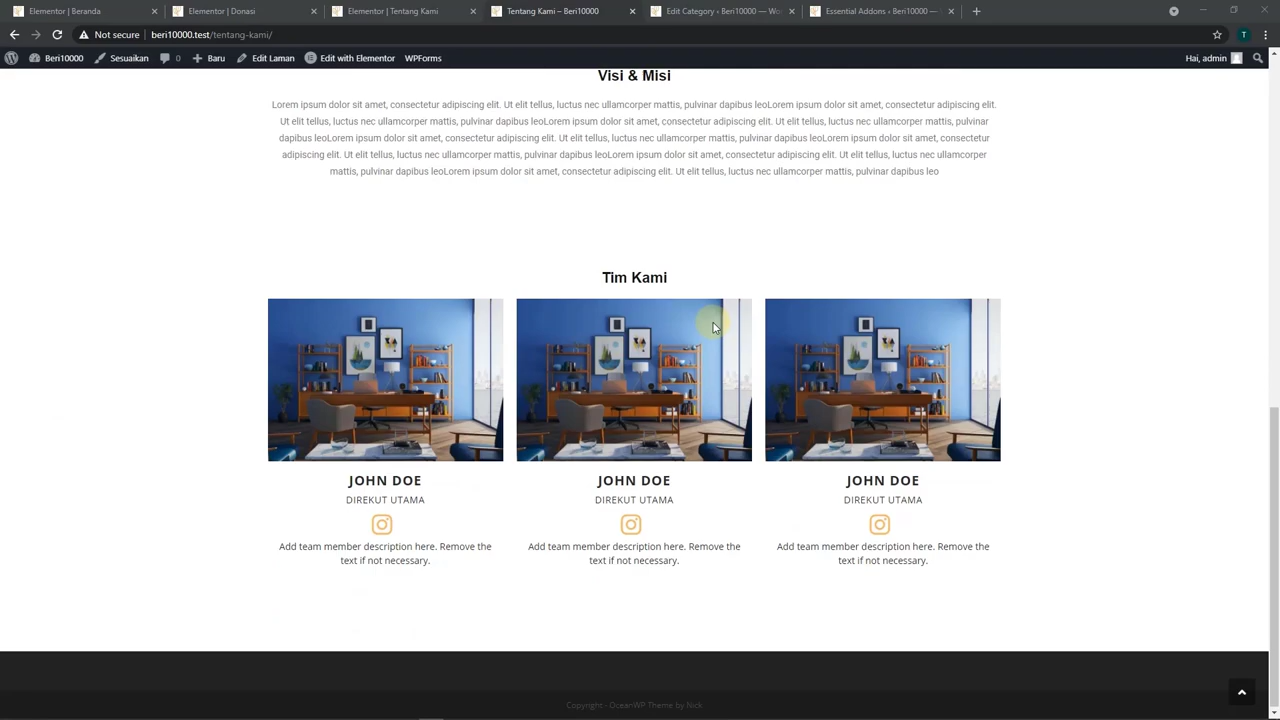 Elementor | Beranda
Elementor | Donasi
Elementor | Tentang Kami
Tentang Kami – Beri10000
Edit Category ‹ Beri10000 — Wo
Essential Addons ‹ Beri10000 —
Not secure
beri10000.test/tentang-kami/
T
Beri10000
Sesuaikan
0
Baru
Edit Laman
Edit with Elementor
WPForms
Hai, admin
Visi & Misi
Lorem ipsum dolor sit amet, consectetur adipiscing elit. Ut elit tellus, luctus nec ullamcorper mattis, pulvinar dapibus leoLorem ipsum dolor sit amet, consectetur adipiscing elit.
Ut elit tellus, luctus nec ullamcorper mattis, pulvinar dapibus leoLorem ipsum dolor sit amet, consectetur adipiscing elit. Ut elit tellus, luctus nec ullamcorper mattis, pulvinar
dapibus leoLorem ipsum dolor sit amet, consectetur adipiscing elit. Ut elit tellus, luctus nec ullamcorper mattis, pulvinar dapibus leoLorem ipsum dolor sit amet, consectetur
adipiscing elit. Ut elit tellus, luctus nec ullamcorper mattis, pulvinar dapibus leoLorem ipsum dolor sit amet, consectetur adipiscing elit. Ut elit tellus, luctus nec ullamcorper
mattis, pulvinar dapibus leoLorem ipsum dolor sit amet, consectetur adipiscing elit. Ut elit tellus, luctus nec ullamcorper mattis, pulvinar dapibus leo
Tim Kami
JOHN DOE
DIREKUT UTAMA
Add team member description here. Remove the
text if not necessary.
JOHN DOE
DIREKUT UTAMA
Add team member description here. Remove the
text if not necessary.
JOHN DOE
DIREKUT UTAMA
Add team member description here. Remove the
text if not necessary.
Copyright - OceanWP Theme by Nick